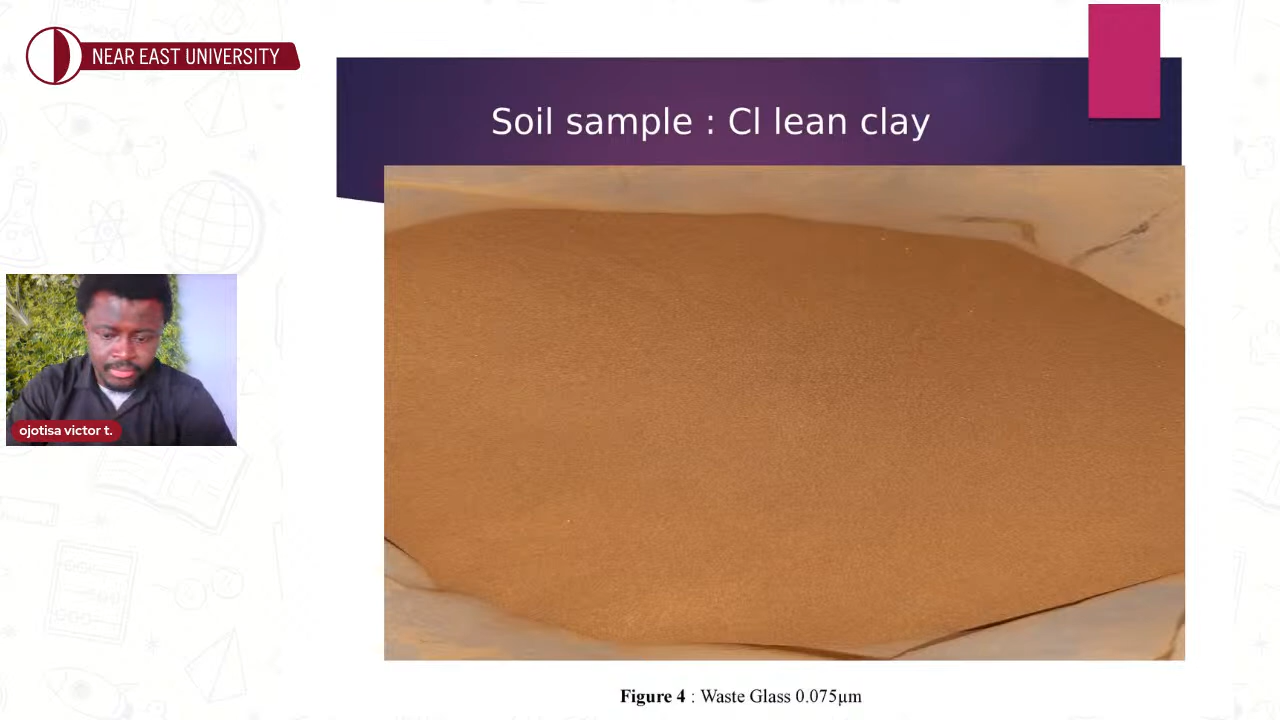 NEAR EAST UNIVERSITY
Soil sample : Cl lean clay
ojotisa victor t.
Figure 4 : Waste Glass 0.075μm